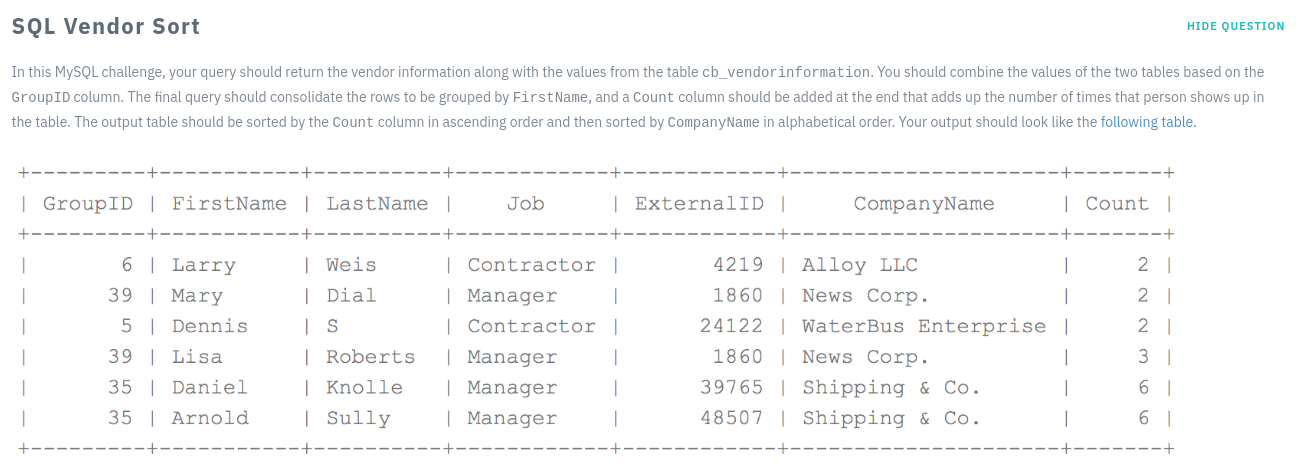 SQL Vendor Sort
HIDE QUESTION
In this MySQL challenge, your query should return the vendor information along with the values from the table cb_vendorinformation. You should combine the values of the two tables based on the
GroupID column. The final query should consolidate the rows to be grouped by FirstName, and a Count column should be added at the end that adds up the number of times that person shows up in
the table. The output table should be sorted by the Count column in ascending order and then sorted by CompanyName in alphabetical order. Your output should look like the following table.
+---------+-----------+----------+------------+------------+---------------------+-------+
| GroupID | FirstName | LastName | Job | ExternalID | CompanyName | Count |
+---------+-----------+----------+------------+------------+---------------------+-------+
| 6 | Larry | Weis | Contractor | 4219 | Alloy LLC | 2 |
| 39 | Mary | Dial | Manager | 1860 | News Corp. | 2 |
| 5 | Dennis | S | Contractor | 24122 | WaterBus Enterprise | 2 |
| 39 | Lisa | Roberts | Manager | 1860 | News Corp. | 3 |
| 35 | Daniel | Knolle | Manager | 39765 | Shipping & Co. | 6 |
| 35 | Arnold | Sully | Manager | 48507 | Shipping & Co. | 6 |
+---------+-----------+----------+------------+------------+---------------------+-------+